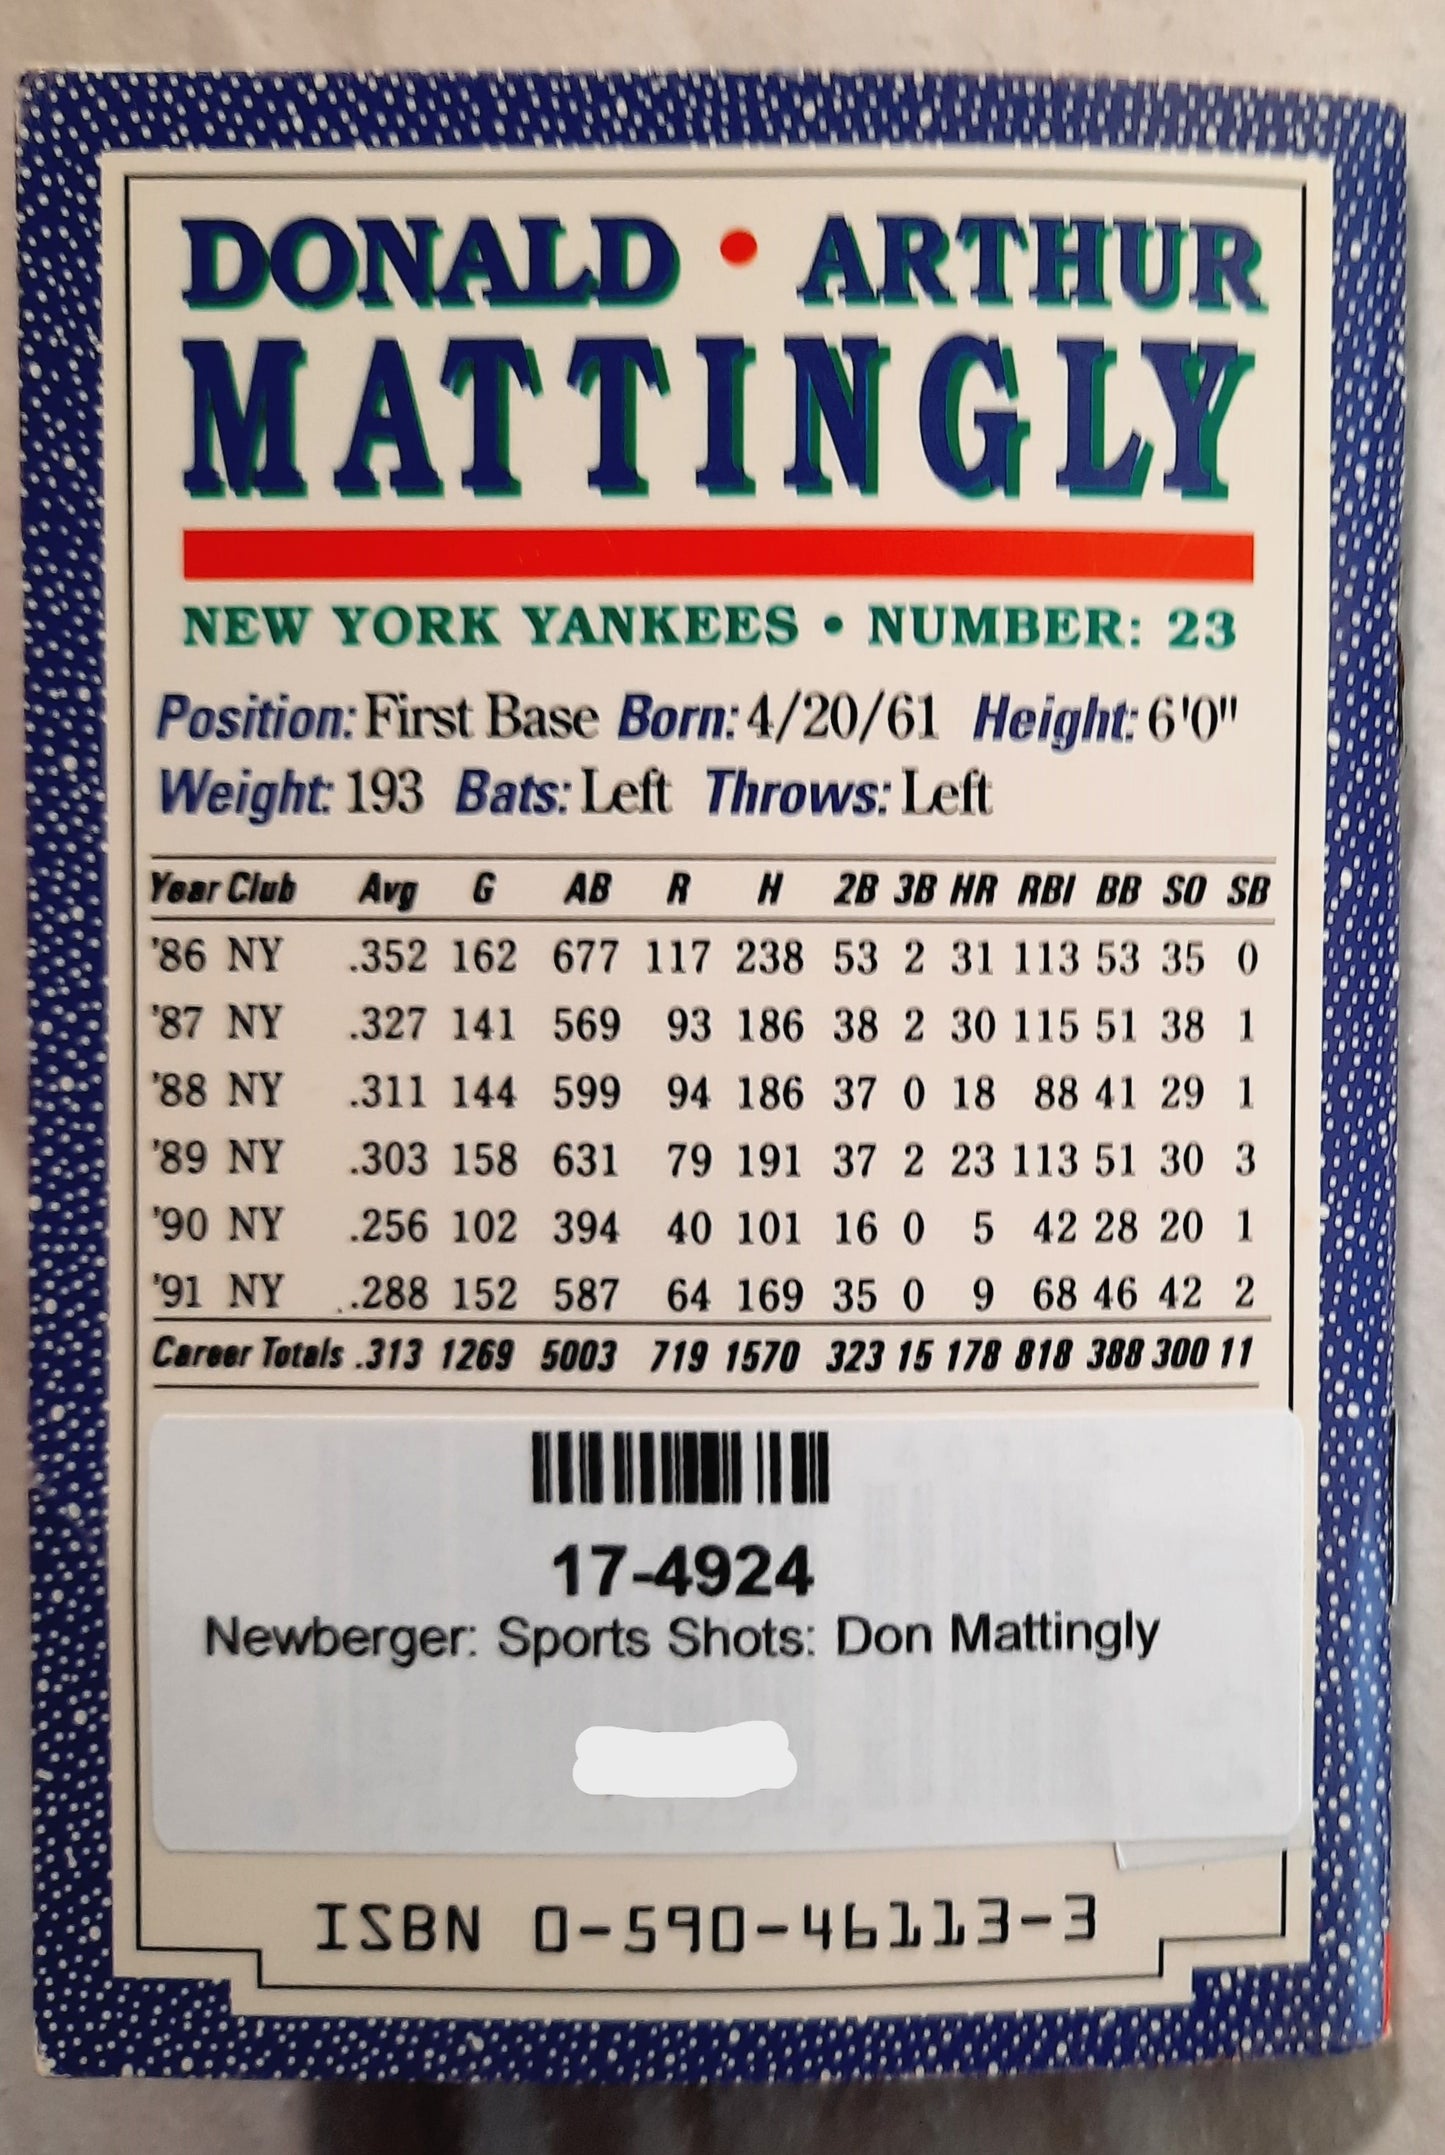 DONALD • ARTHUR
MATTINGLY
NEW YORK YANKEES • NUMBER: 23
Position: First Base Born: 4/20/61 Height: 6'0"
Weight: 193 Bats: Left Throws: Left
Year Club Avg G AB R H 2B 3B HR RBI BB SO SB
'86 NY .352 162 677 117 238 53 2 31 113 53 35 0
'87 NY .327 141 569 93 186 38 2 30 115 51 38 1
'88 NY .311 144 599 94 186 37 0 18 88 41 29 1
'89 NY .303 158 631 79 191 37 2 23 113 51 30 3
'90 NY .256 102 394 40 101 16 0 5 42 28 20 1
'91 NY .288 152 587 64 169 35 0 9 68 46 42 2
Career Totals .313 1269 5003 719 1570 323 15 178 818 388 300 11
17-4924
Newberger: Sports Shots: Don Mattingly
ISBN 0-590-46113-3